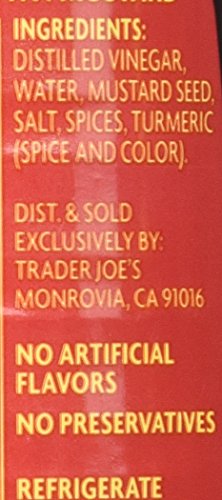 INGREDIENTS:
DISTILLED VINEGAR,
WATER, MUSTARD SEED,
SALT, SPICES, TURMERIC
(SPICE AND COLOR).
DIST. & SOLD
EXCLUSIVELY BY:
TRADER JOE'S
MONROVIA, CA 91016
NO ARTIFICIAL
FLAVORS
NO PRESERVATIVES
REFRIGERATE